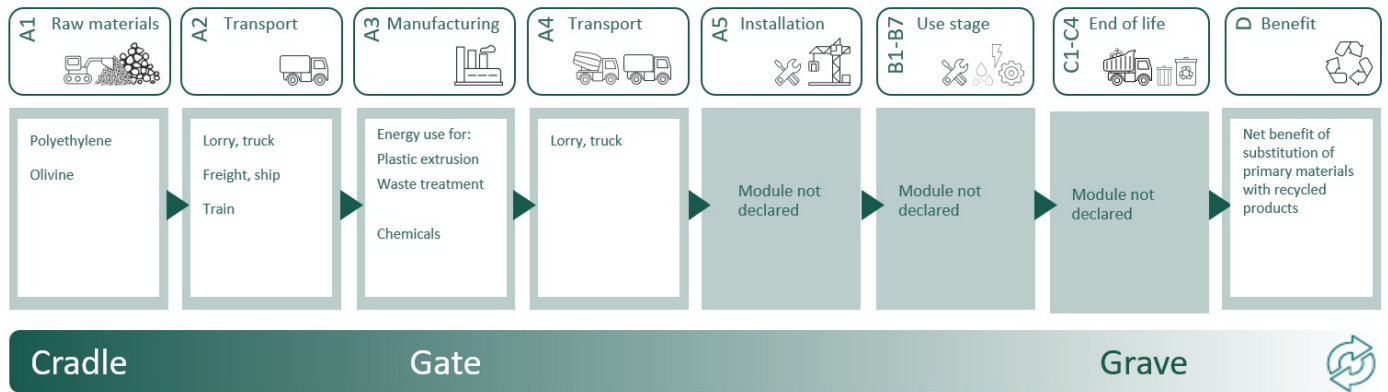 A1 Raw materials
A2 Transport
A3 Manufacturing
A4 Transport
A5 Installation
B1-B7 Use stage
C1-C4 End of life
D Benefit
Polyethylene
Olivine
Lorry, truck
Freight, ship
Train
Energy use for:
Plastic extrusion
Waste treatment
Chemicals
Lorry, truck
Module not
declared
Module not
declared
Module not
declared
Net benefit of
substitution of
primary materials
with recycled
products
Cradle
Gate
Grave